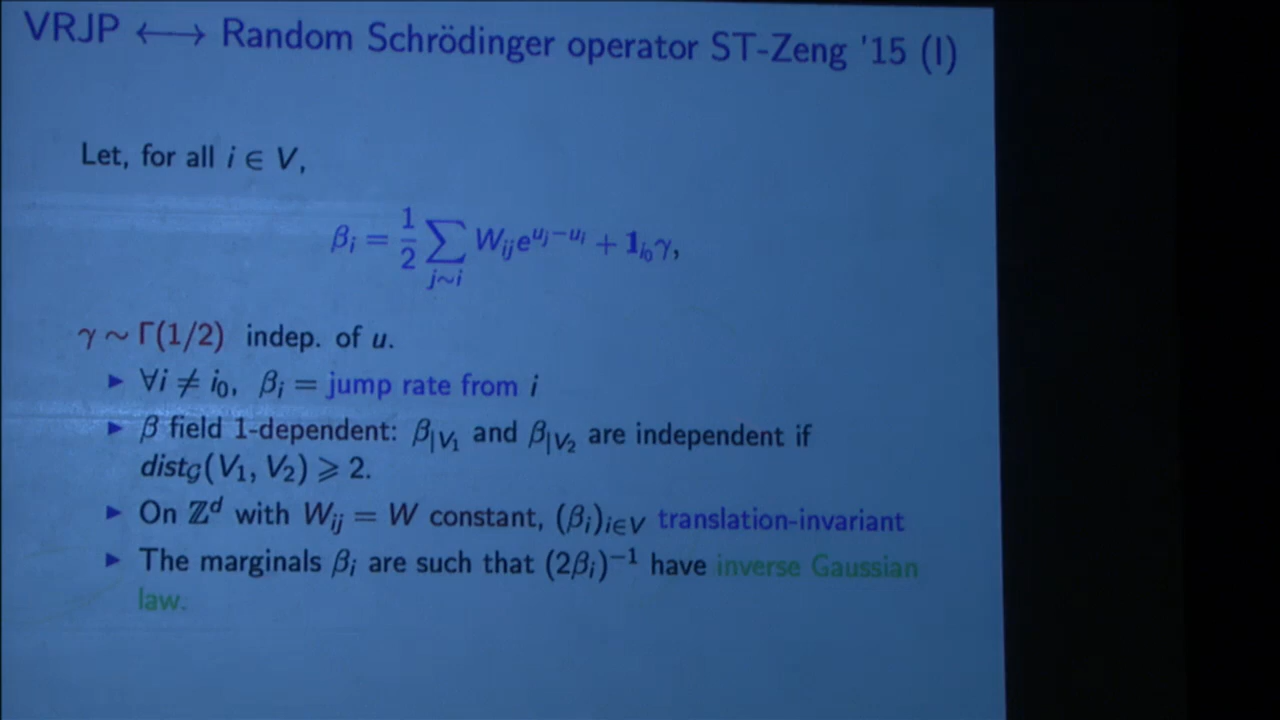 VRJP ⟷ Random Schrödinger operator ST-Zeng '15 (I)
Let, for all i ∈ V,
β_i = 1/2 ∑_{j∼i} W_{ij} e^{u_j − u_i} + 1_{i_0} γ,
γ ∼ Γ(1/2) indep. of u.
▶ ∀i ≠ i_0, β_i = jump rate from i
▶ β field 1-dependent: β_{|V_1} and β_{|V_2} are independent if
dist_G(V_1, V_2) ⩾ 2.
▶ On ℤ^d with W_{ij} = W constant, (β_i)_{i∈V} translation-invariant
▶ The marginals β_i are such that (2β_i)^{−1} have inverse Gaussian
law.